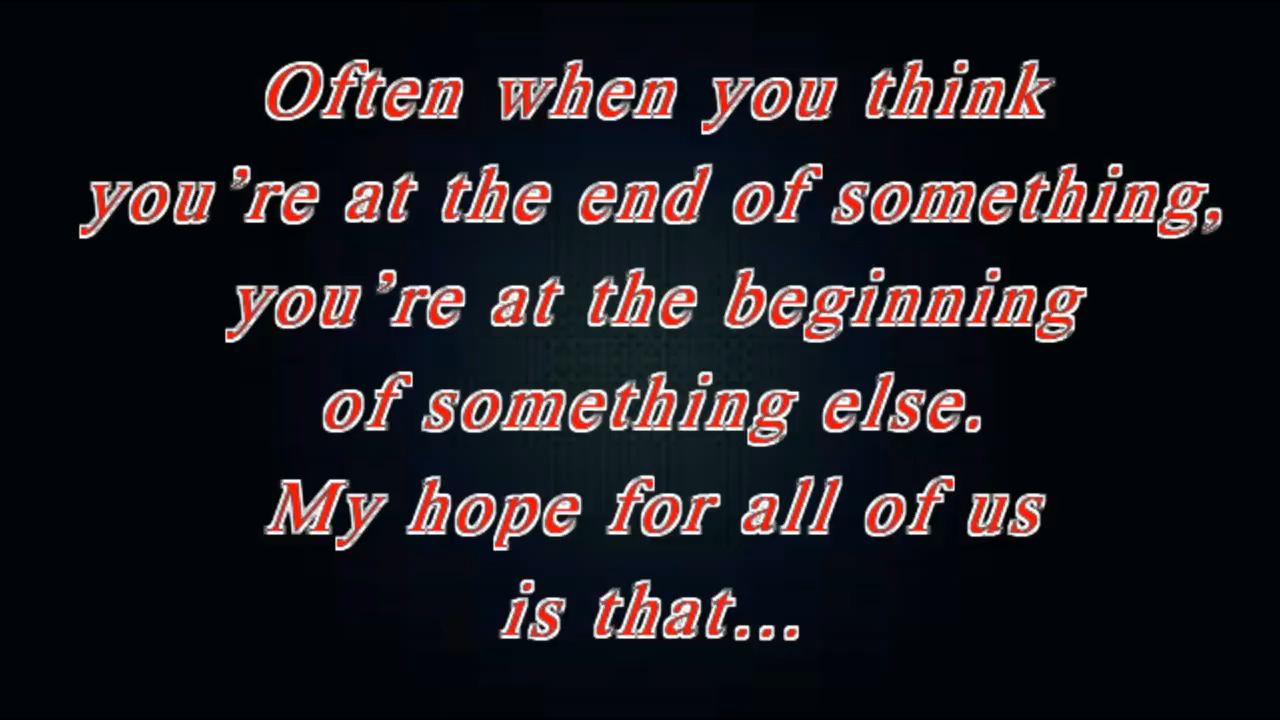 Often when you think
you’re at the end of something,
you’re at the beginning
of something else.
My hope for all of us
is that...